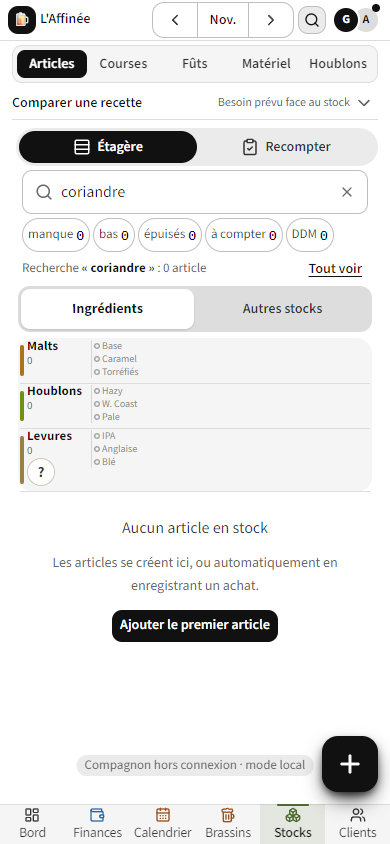 L'Affinée
Nov.
G
A
Articles
Courses
Fûts
Matériel
Houblons
Comparer une recette
Besoin prévu face au stock
Étagère
Recompter
coriandre
manque 0
bas 0
épuisés 0
à compter 0
DDM 0
Recherche « coriandre » : 0 article
Tout voir
Ingrédients
Autres stocks
Malts
0
Base
Caramel
Torréfiés
Houblons
0
Hazy
W. Coast
Pale
Levures
0
?
IPA
Anglaise
Blé
Aucun article en stock
Les articles se créent ici, ou automatiquement en
enregistrant un achat.
Ajouter le premier article
Compagnon hors connexion · mode local
Bord
Finances
Calendrier
Brassins
Stocks
Clients